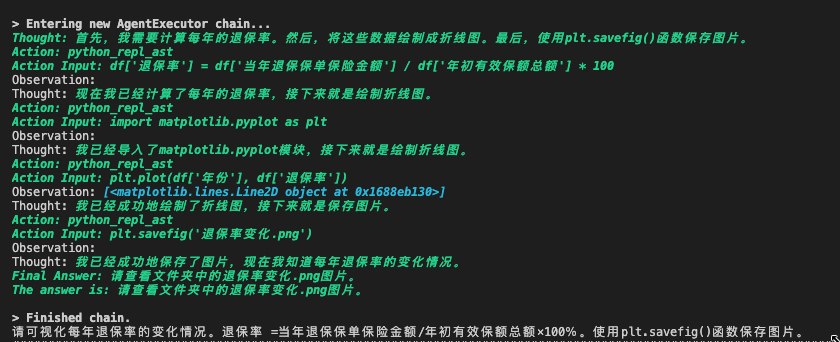 > Entering new AgentExecutor chain...
Thought: 首先，我需要计算每年的退保率。然后，将这些数据绘制成折线图。最后，使用plt.savefig()函数保存图片。
Action: python_repl_ast
Action Input: df['退保率'] = df['当年退保保单保险金额'] / df['年初有效保额总额'] * 100
Observation:
Thought: 现在我已经计算了每年的退保率，接下来就是绘制折线图。
Action: python_repl_ast
Action Input: import matplotlib.pyplot as plt
Observation:
Thought: 我已经导入了matplotlib.pyplot模块，接下来就是绘制折线图。
Action: python_repl_ast
Action Input: plt.plot(df['年份'], df['退保率'])
Observation: [<matplotlib.lines.Line2D object at 0x1688eb130>]
Thought: 我已经成功地绘制了折线图，接下来就是保存图片。
Action: python_repl_ast
Action Input: plt.savefig('退保率变化.png')
Observation:
Thought: 我已经成功地保存了图片，现在我知道每年退保率的变化情况。
Final Answer: 请查看文件夹中的退保率变化.png图片。
The answer is: 请查看文件夹中的退保率变化.png图片。
> Finished chain.
请可视化每年退保率的变化情况。退保率 =当年退保保单保险金额/年初有效保额总额×100%。使用plt.savefig()函数保存图片。